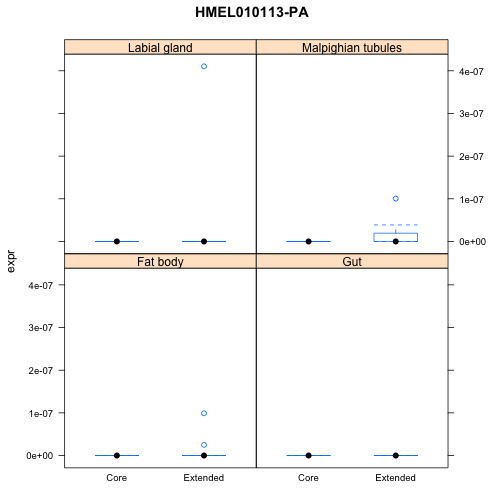 HMEL010113-PA
Labial gland
Malpighian tubules
4e-07
3e-07
2e-07
1e-07
0e+00
expr
Fat body
Gut
4e-07
3e-07
2e-07
1e-07
0e+00
Core
Extended
Core
Extended